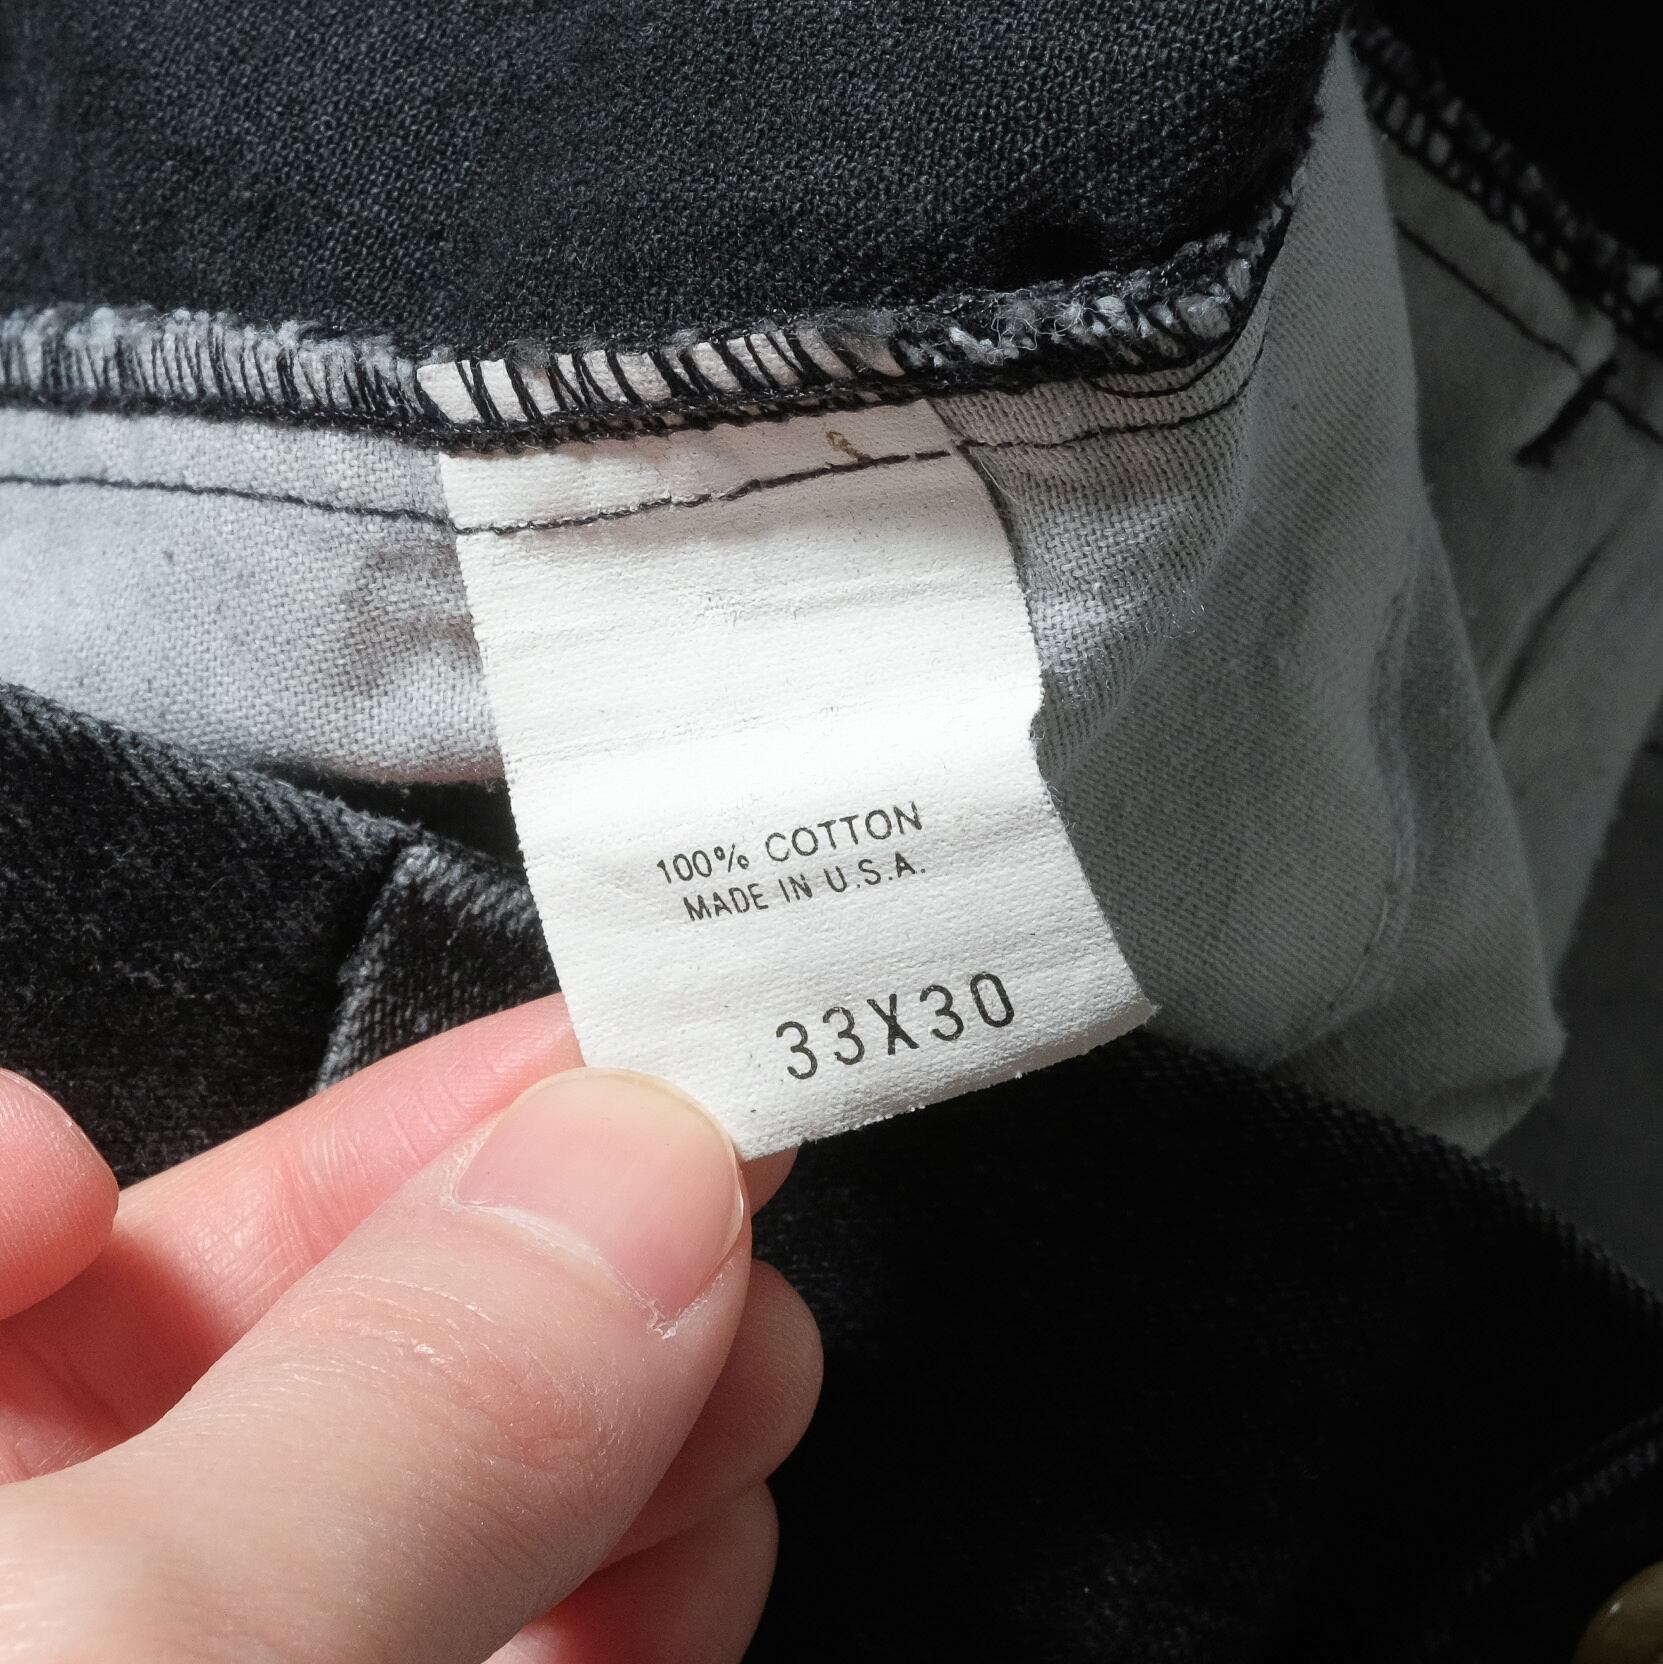 100% COTTON
MADE IN U.S.A.
33X30